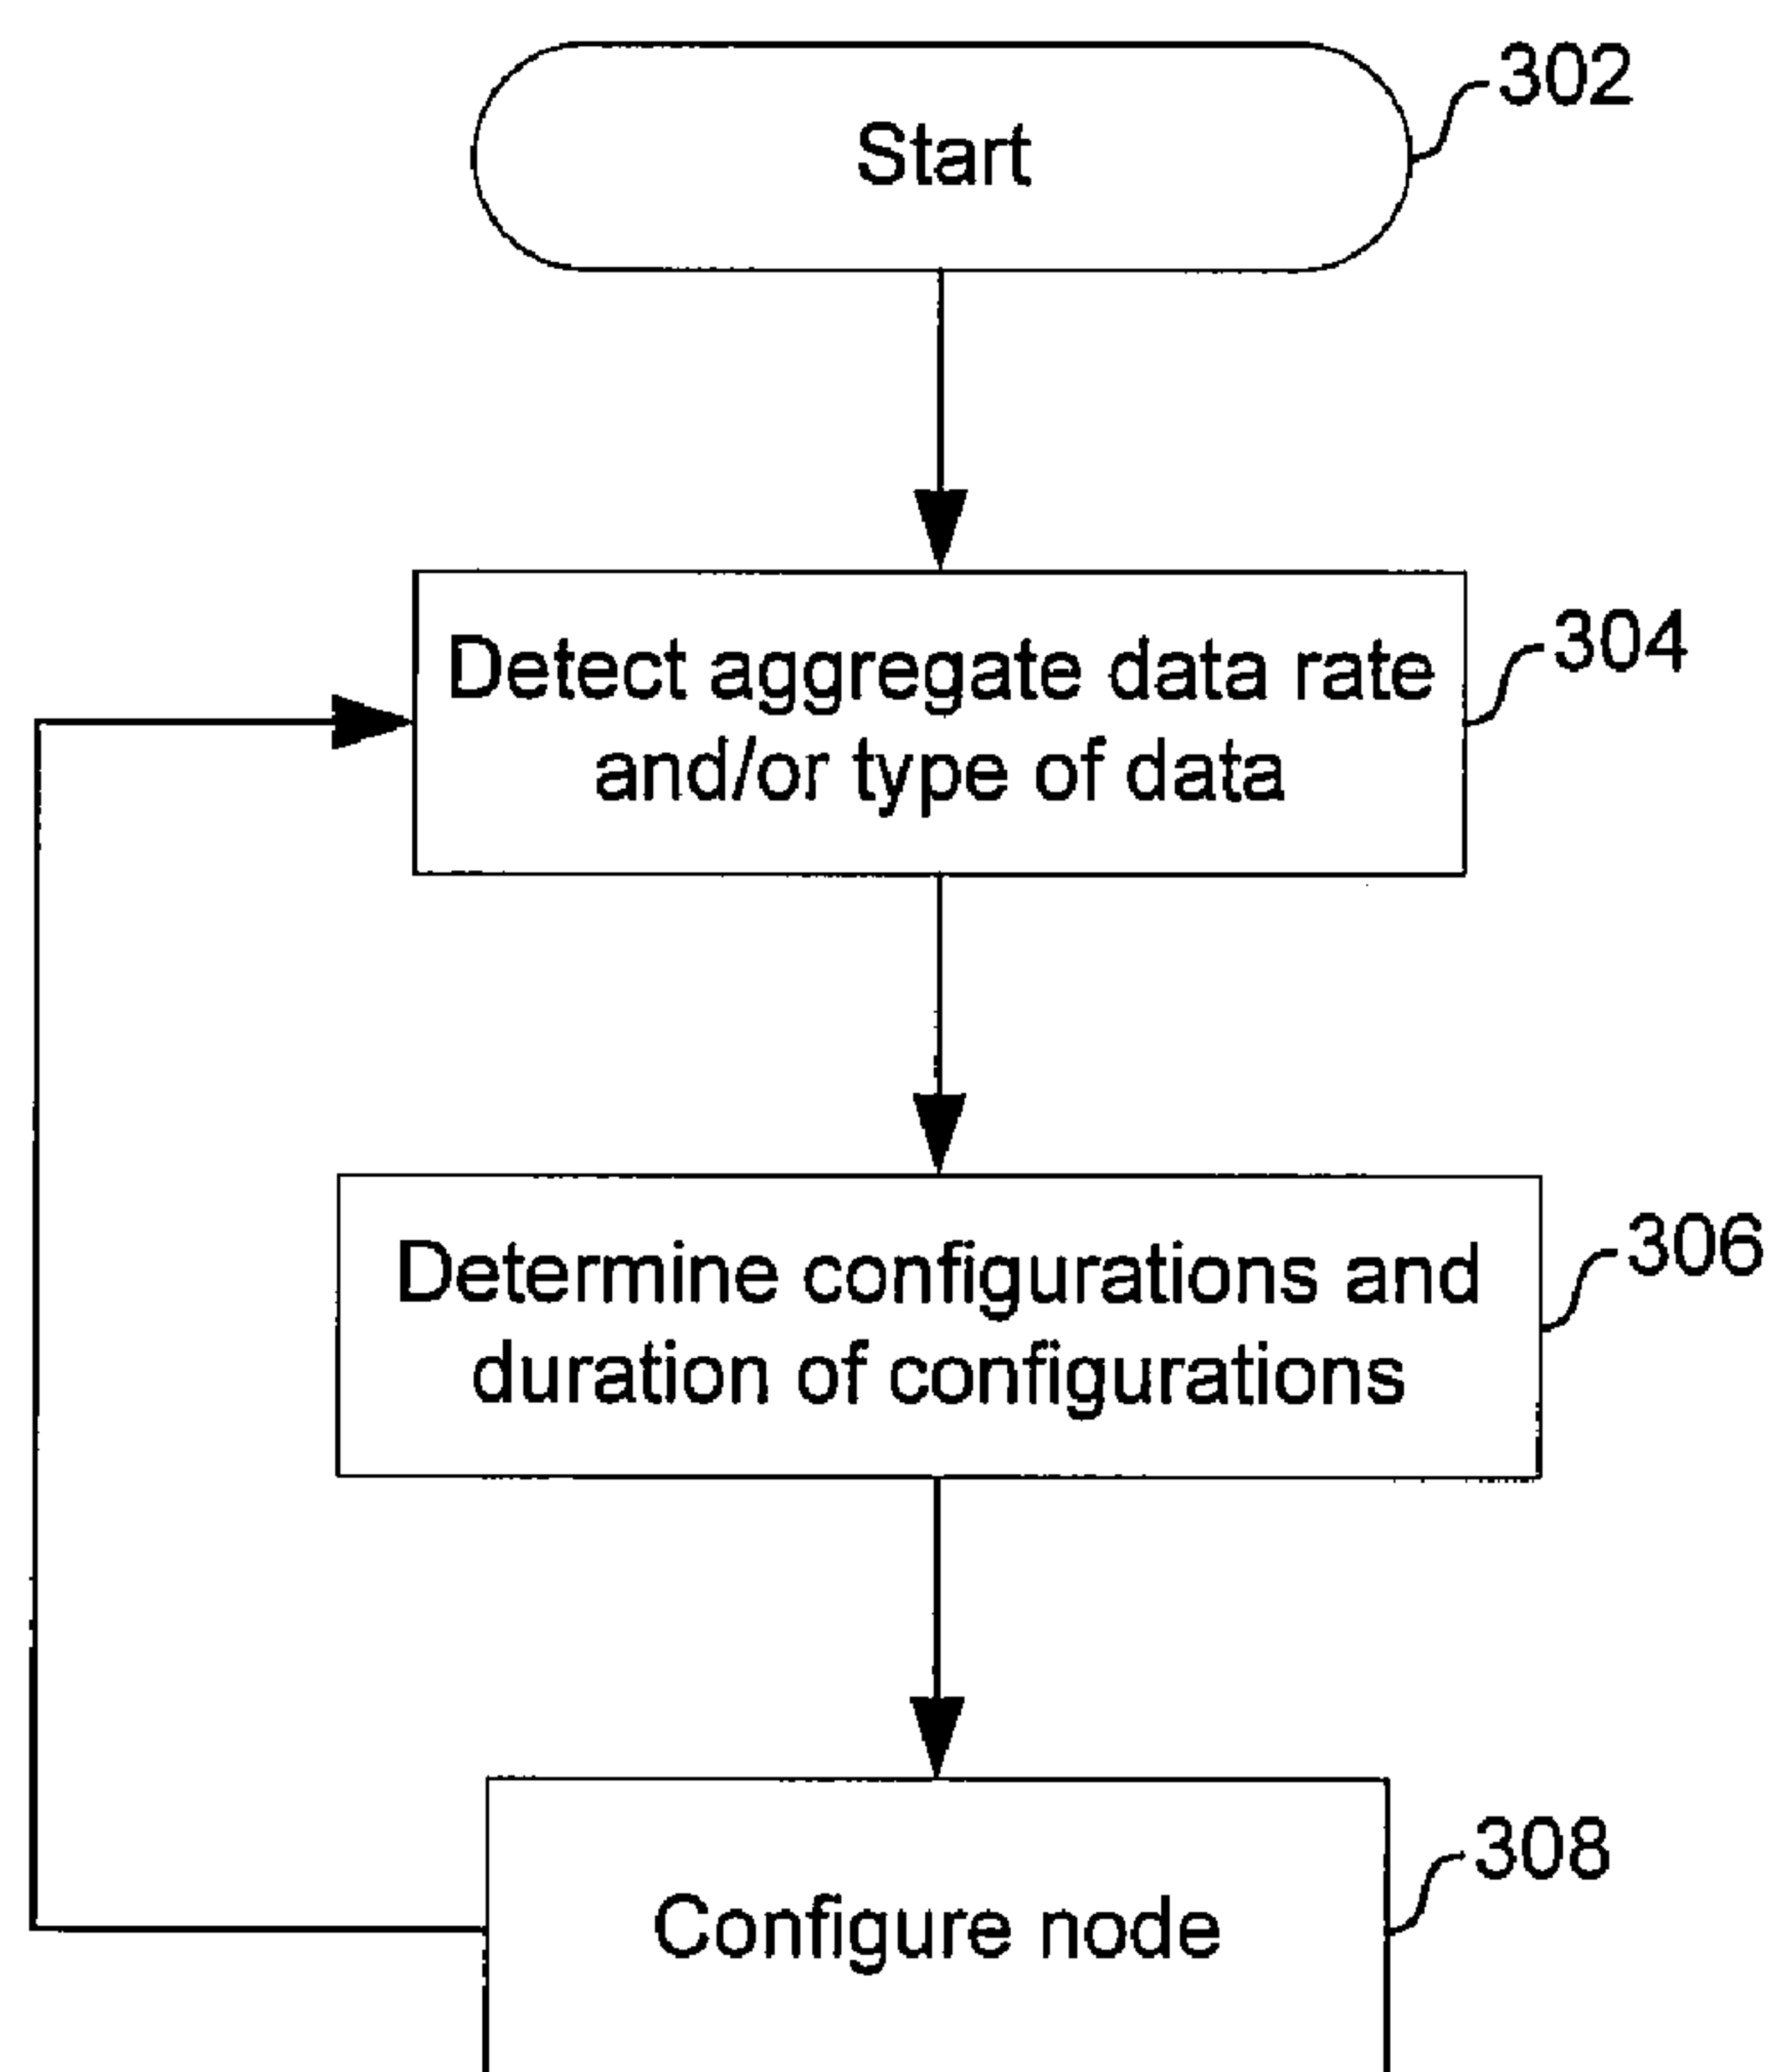 Start
302
Detect aggregate data rate
and/or type of data
304
Determine configurations and
duration of configurations
306
Configure node
308